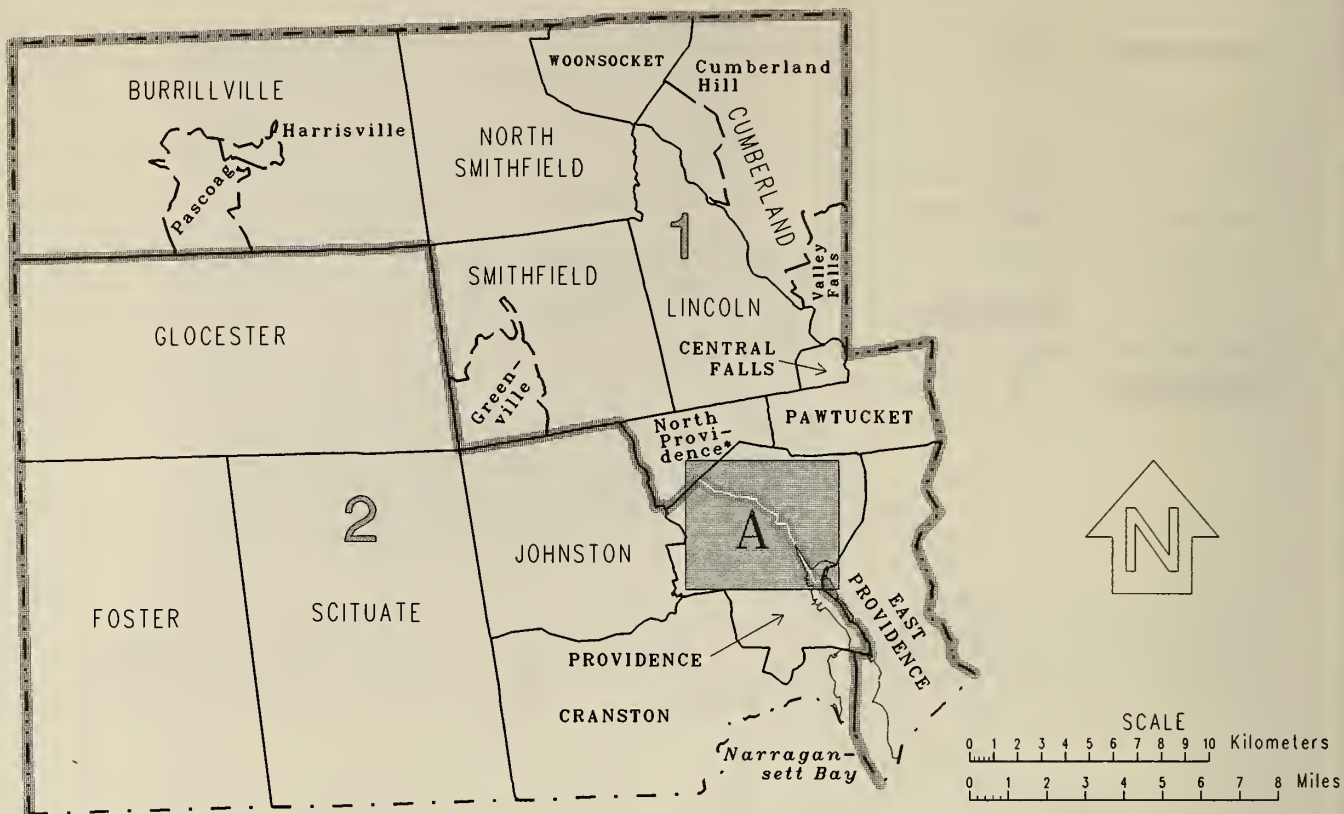 WOONSOCKET
Cumberland
Hill
BURRILLVILLE
Harrisville
Pascoag
NORTH
SMITHFIELD
CUMBERLAND
1
Valley
Falls
SMITHFIELD
LINCOLN
GLOCESTER
CENTRAL
FALLS
Green-
ville
North
Provi-
dence*
PAWTUCKET
2
A
N
JOHNSTON
FOSTER
SCITUATE
EAST
PROVIDENCE
PROVIDENCE
CRANSTON
Narragan-
sett Bay
SCALE
0 1 2 3 4 5 6 7 8 9 10 Kilometers
0 1 2 3 4 5 6 7 8 Miles